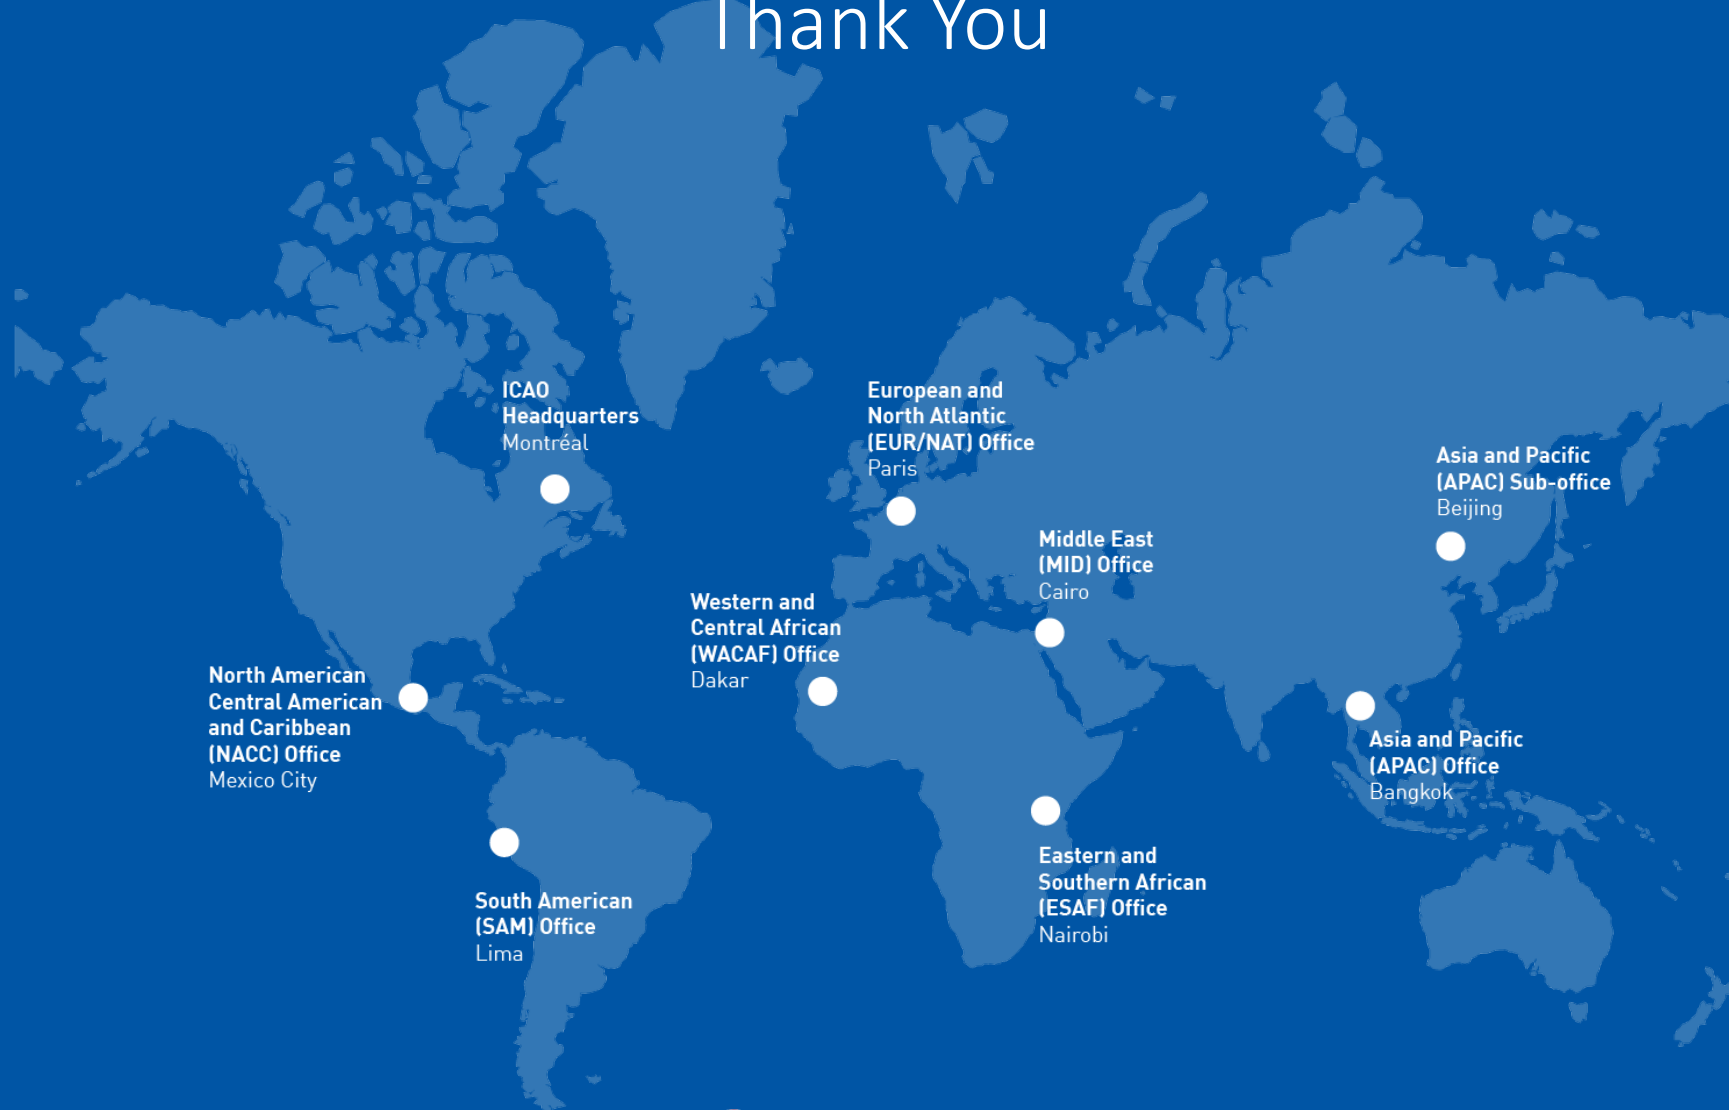 Thank You
ICAO
Headquarters
Montréal
European and
North Atlantic
(EUR/NAT) Office
Paris
Asia and Pacific
(APAC) Sub-office
Beijing
Middle East
(MID) Office
Cairo
Western and
Central African
(WACAF) Office
Dakar
North American
Central American
and Caribbean
(NACC) Office
Mexico City
Asia and Pacific
(APAC) Office
Bangkok
Eastern and
Southern African
(ESAF) Office
Nairobi
South American
(SAM) Office
Lima